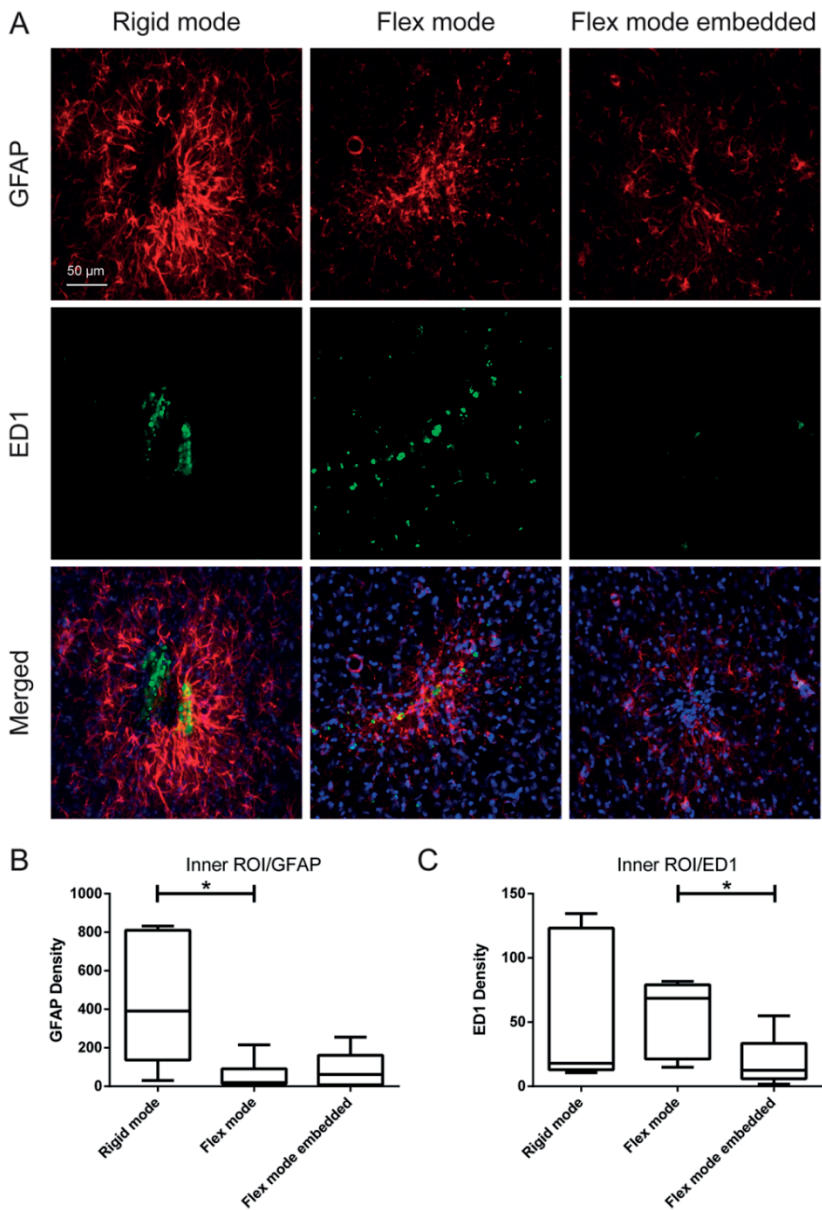 A
Rigid mode
Flex mode
Flex mode embedded
GFAP
50 µm
ED1
Merged
B
Inner ROI/GFAP
*
GFAP Density
1000
800
600
400
200
0
Rigid mode
Flex mode
Flex mode embedded
C
Inner ROI/ED1
*
ED1 Density
150
100
50
0
Rigid mode
Flex mode
Flex mode embedded